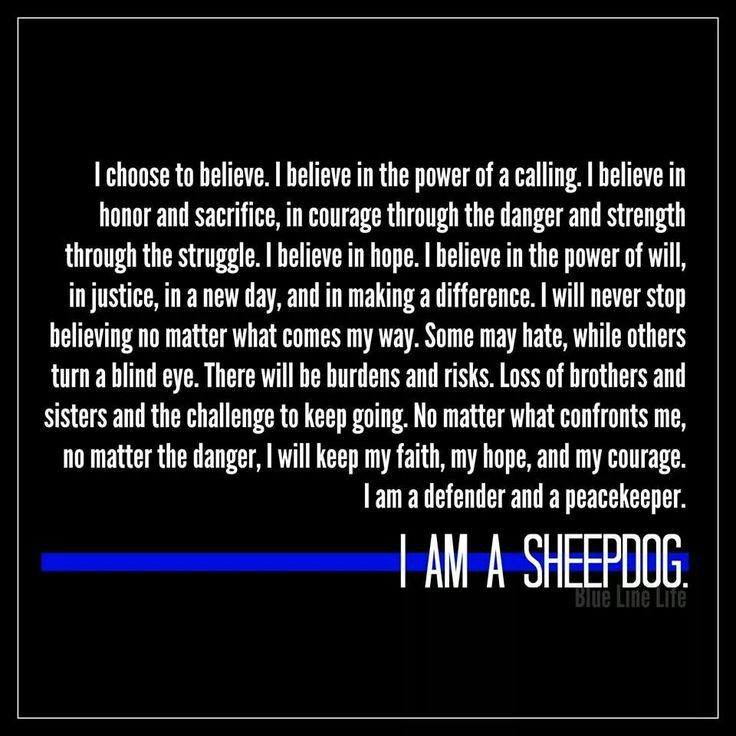 I choose to believe. I believe in the power of a calling. I believe in
honor and sacrifice, in courage through the danger and strength
through the struggle. I believe in hope. I believe in the power of will,
in justice, in a new day, and in making a difference. I will never stop
believing no matter what comes my way. Some may hate, while others
turn a blind eye. There will be burdens and risks. Loss of brothers and
sisters and the challenge to keep going. No matter what confronts me,
no matter the danger, I will keep my faith, my hope, and my courage.
I am a defender and a peacekeeper.
I AM A SHEEPDOG.
Blue Line Life